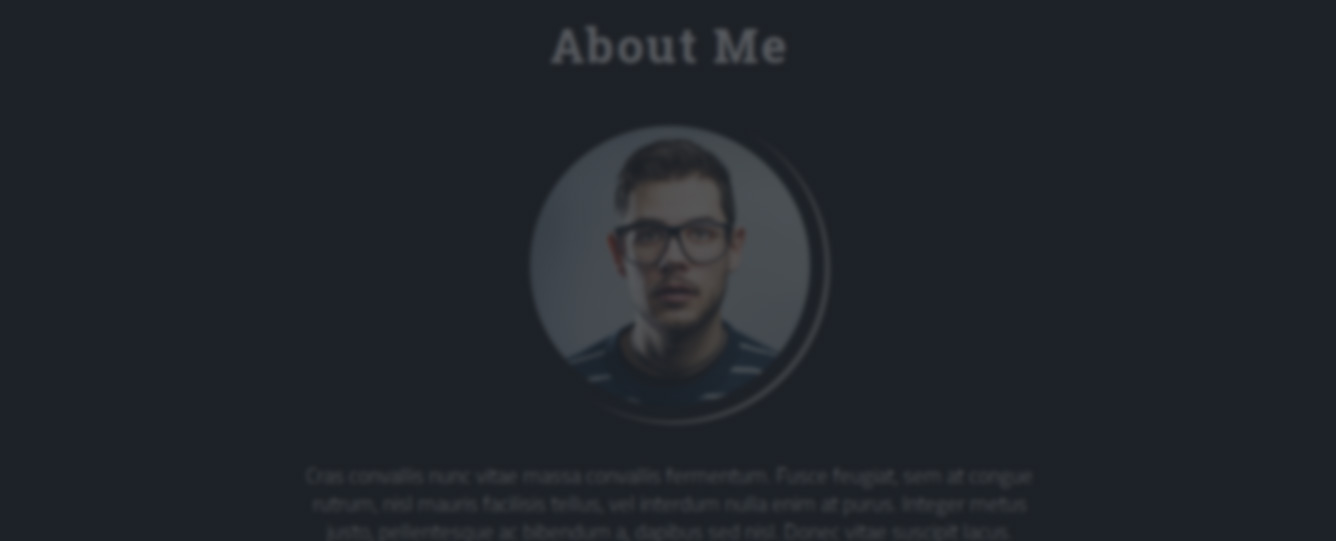 About Me
Cras convallis nunc vitae massa convallis fermentum. Fusce feugiat, sem at congue
rutrum, nisl mauris facilisis tellus, vel interdum nulla enim at purus. Integer metus
justo, pellentesque ac bibendum a, dapibus sed nisl. Donec vitae suscipit lacus.